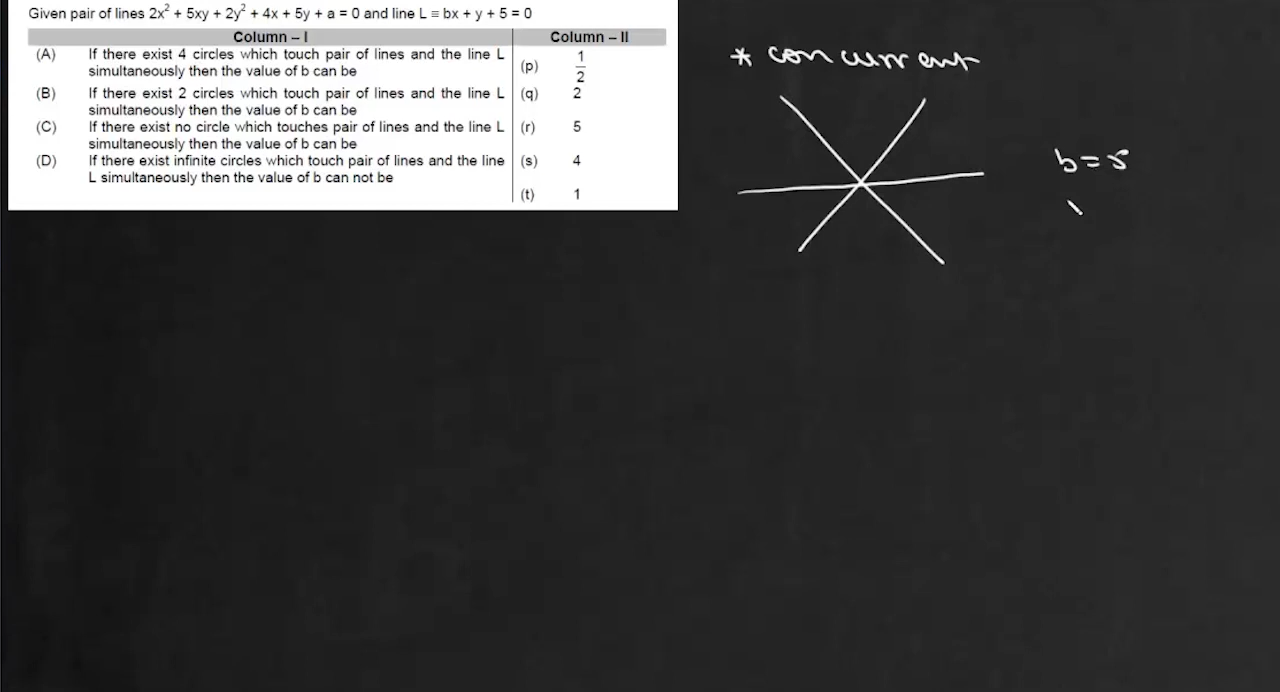 Given pair of lines 2x² + 5xy + 2y² + 4x + 5y + a = 0 and line L ≡ bx + y + 5 = 0
Column – I Column – II
(A) If there exist 4 circles which touch pair of lines and the line L simultaneously then the value of b can be (p) 1/2
(B) If there exist 2 circles which touch pair of lines and the line L simultaneously then the value of b can be (q) 2
(C) If there exist no circle which touches pair of lines and the line L simultaneously then the value of b can be (r) 5
(D) If there exist infinite circles which touch pair of lines and the line L simultaneously then the value of b can not be (s) 4
(t) 1
* concurrent
b = 5